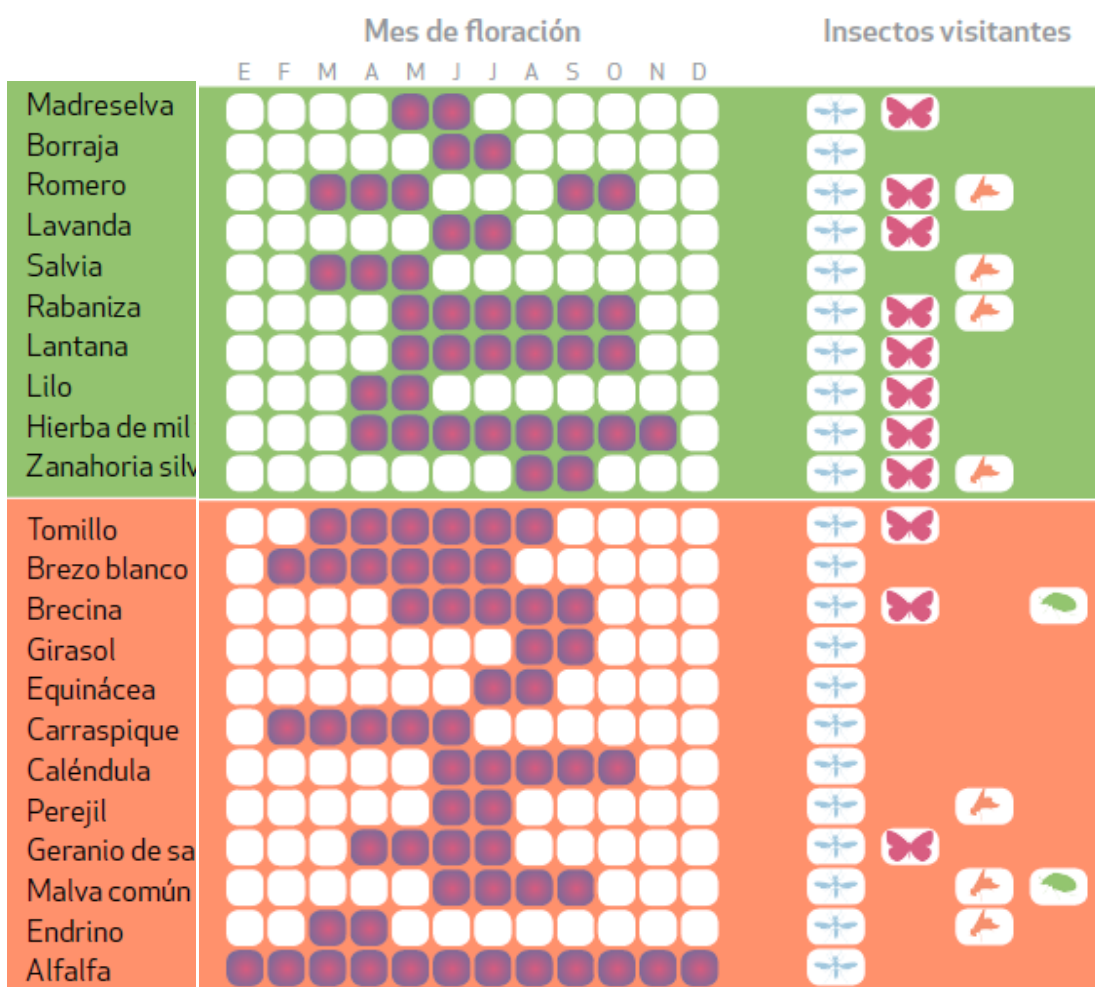 Mes de floración Insectos visitantes
E F M A M J J A S O N D
Madreselva
Borraja
Romero
Lavanda
Salvia
Rabaniza
Lantana
Lilo
Hierba de mil
Zanahoria silv
Tomillo
Brezo blanco
Brecina
Girasol
Equinácea
Carraspique
Caléndula
Perejil
Geranio de sa
Malva común
Endrino
Alfalfa